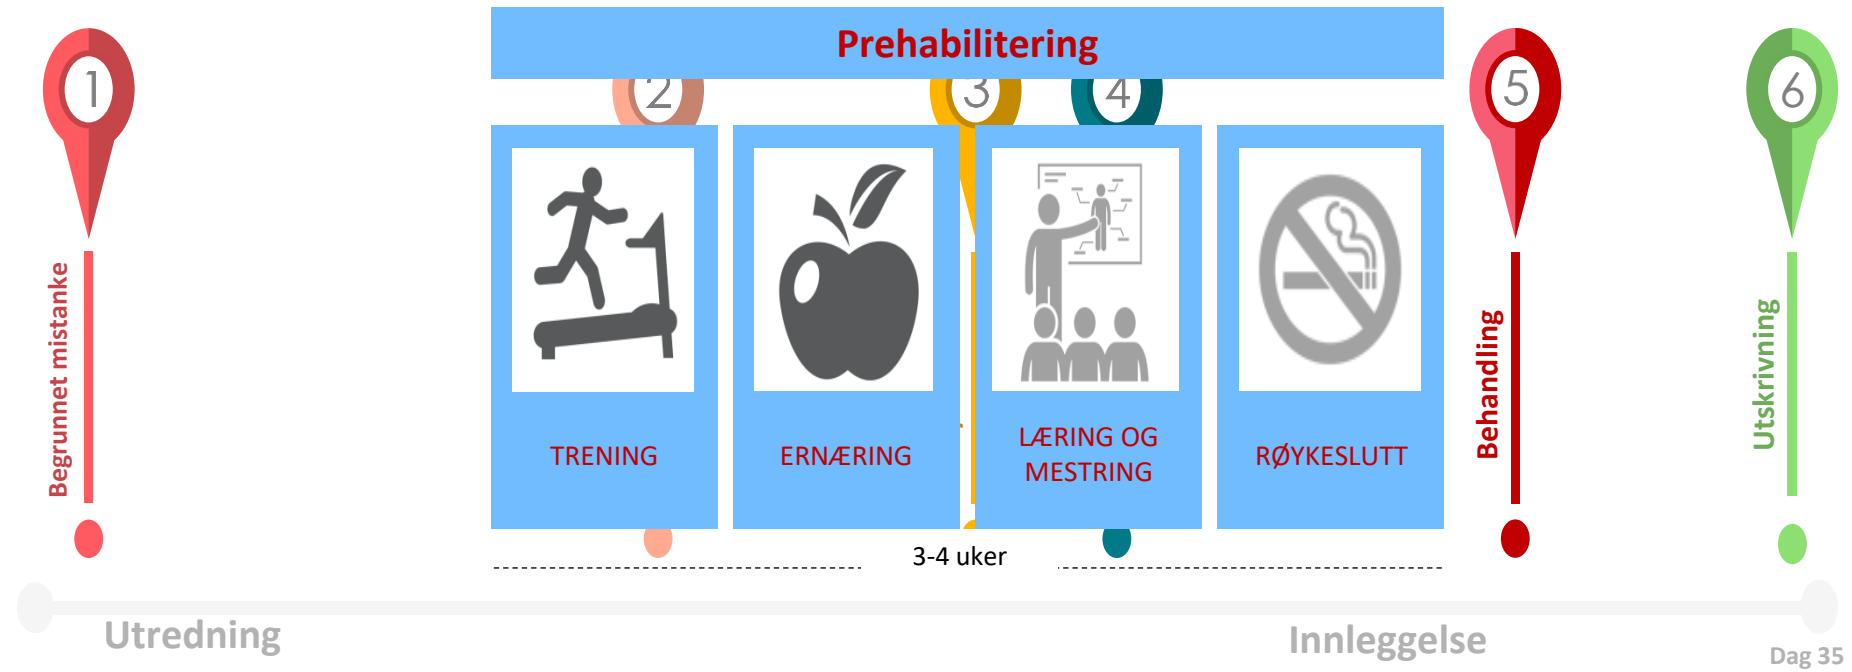 Prehabilitering
1
2
3
4
5
6
Begrunnet mistanke
TRENING
ERNÆRING
LÆRING OG
MESTRING
RØYKESLUTT
Behandling
Utskrivning
3-4 uker
Utredning
Innleggelse
Dag 35